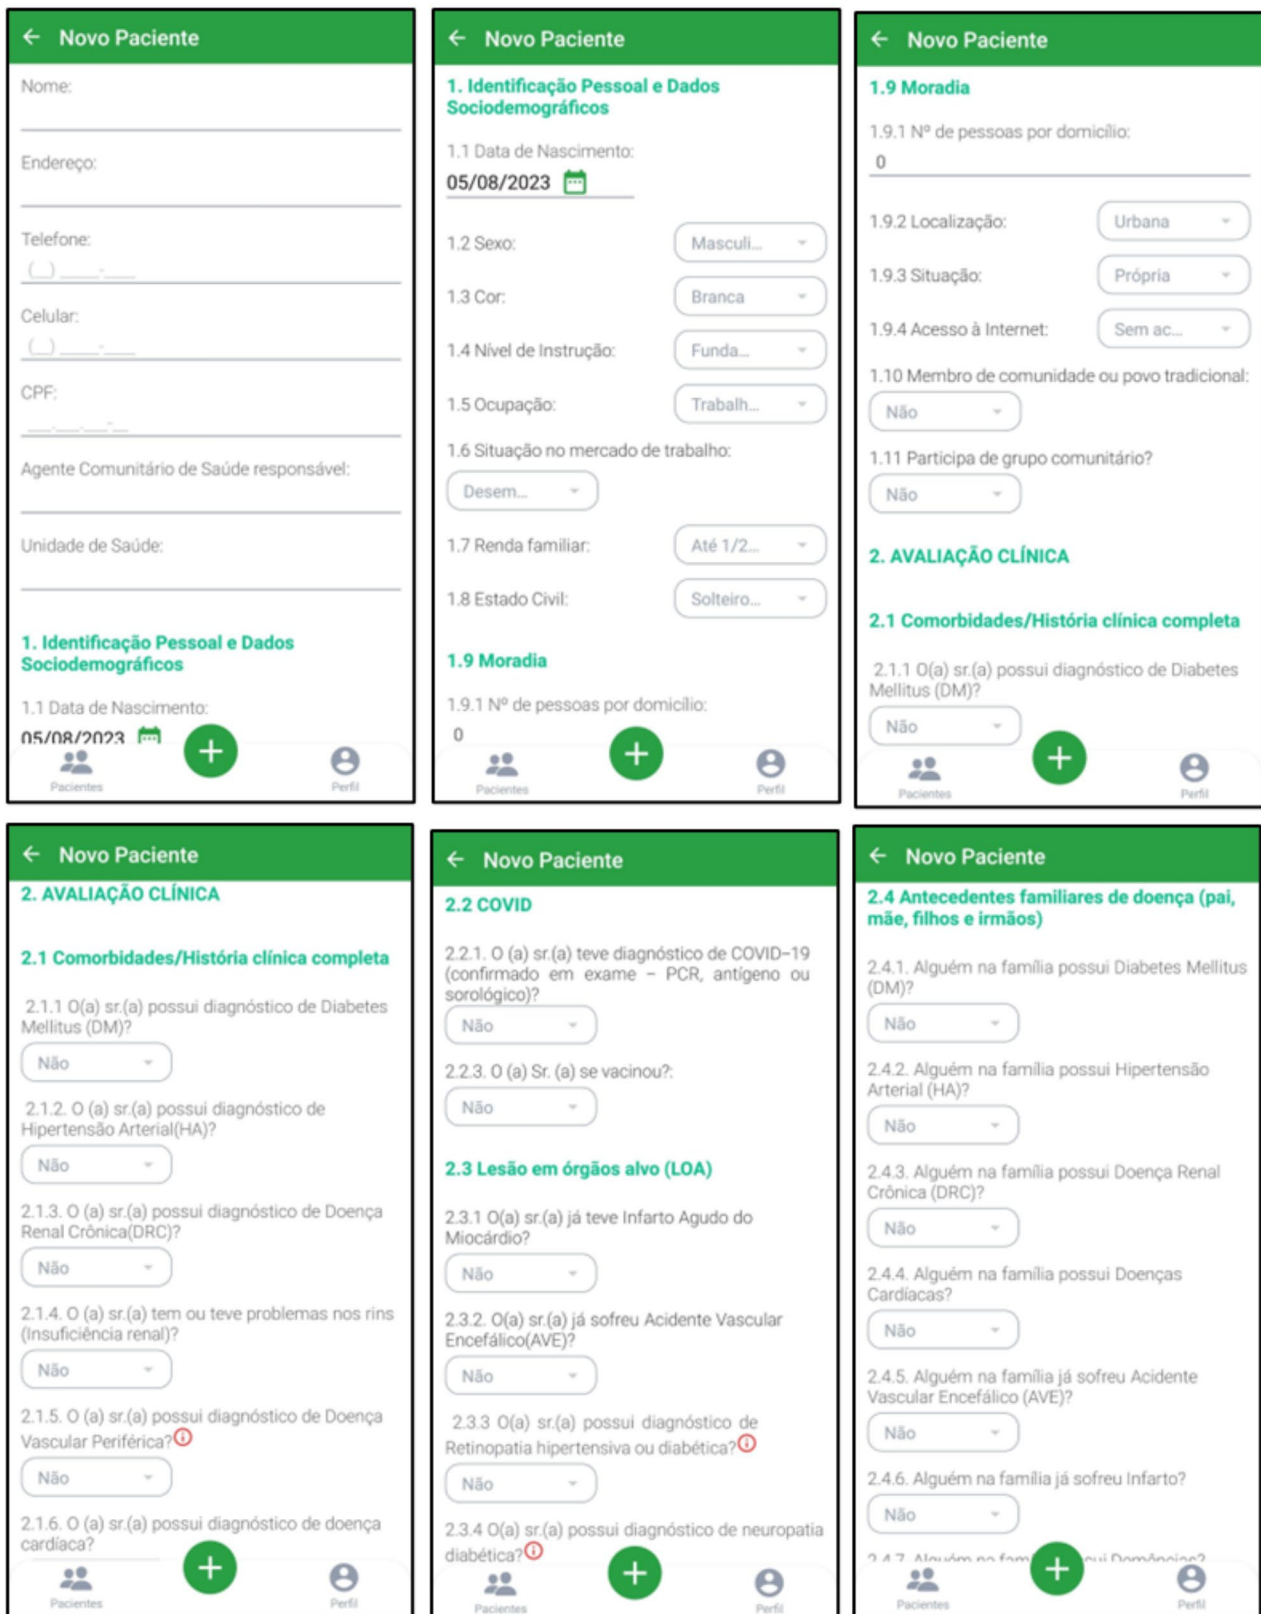 ← Novo Paciente
Nome:
Endereço:
Telefone:
(__) _____-____
Celular:
(__) _____-____
CPF:
___.___.___-__
Agente Comunitário de Saúde responsável:
Unidade de Saúde:
1. Identificação Pessoal e Dados
Sociodemográficos
1.1 Data de Nascimento:
05/08/2023
Pacientes
+
Perfil
← Novo Paciente
1. Identificação Pessoal e Dados
Sociodemográficos
1.1 Data de Nascimento:
05/08/2023
1.2 Sexo: Masculi...
1.3 Cor: Branca
1.4 Nível de Instrução: Funda...
1.5 Ocupação: Trabalh...
1.6 Situação no mercado de trabalho:
Desem...
1.7 Renda familiar: Até 1/2...
1.8 Estado Civil: Solteiro...
1.9 Moradia
1.9.1 Nº de pessoas por domicílio:
0
Pacientes
+
Perfil
← Novo Paciente
1.9 Moradia
1.9.1 Nº de pessoas por domicílio:
0
1.9.2 Localização: Urbana
1.9.3 Situação: Própria
1.9.4 Acesso à Internet: Sem ac...
1.10 Membro de comunidade ou povo tradicional:
Não
1.11 Participa de grupo comunitário?
Não
2. AVALIAÇÃO CLÍNICA
2.1 Comorbidades/História clínica completa
2.1.1 O(a) sr.(a) possui diagnóstico de Diabetes
Mellitus (DM)?
Não
Pacientes
+
Perfil
← Novo Paciente
2. AVALIAÇÃO CLÍNICA
2.1 Comorbidades/História clínica completa
2.1.1 O(a) sr.(a) possui diagnóstico de Diabetes
Mellitus (DM)?
Não
2.1.2. O (a) sr.(a) possui diagnóstico de
Hipertensão Arterial(HA)?
Não
2.1.3. O (a) sr.(a) possui diagnóstico de Doença
Renal Crônica(DRC)?
Não
2.1.4. O (a) sr.(a) tem ou teve problemas nos rins
(Insuficiência renal)?
Não
2.1.5. O (a) sr.(a) possui diagnóstico de Doença
Vascular Periférica?
Não
2.1.6. O (a) sr.(a) possui diagnóstico de doença
cardíaca?
Pacientes
+
Perfil
← Novo Paciente
2.2 COVID
2.2.1. O (a) sr.(a) teve diagnóstico de COVID–19
(confirmado em exame – PCR, antígeno ou
sorológico)?
Não
2.2.3. O (a) Sr. (a) se vacinou?:
Não
2.3 Lesão em órgãos alvo (LOA)
2.3.1 O(a) sr.(a) já teve Infarto Agudo do
Miocárdio?
Não
2.3.2. O(a) sr.(a) já sofreu Acidente Vascular
Encefálico(AVE)?
Não
2.3.3 O(a) sr.(a) possui diagnóstico de
Retinopatia hipertensiva ou diabética?
Não
2.3.4 O(a) sr.(a) possui diagnóstico de neuropatia
diabética?
Pacientes
+
Perfil
← Novo Paciente
2.4 Antecedentes familiares de doença (pai,
mãe, filhos e irmãos)
2.4.1. Alguém na família possui Diabetes Mellitus
(DM)?
Não
2.4.2. Alguém na família possui Hipertensão
Arterial (HA)?
Não
2.4.3. Alguém na família possui Doença Renal
Crônica (DRC)?
Não
2.4.4. Alguém na família possui Doenças
Cardíacas?
Não
2.4.5. Alguém na família já sofreu Acidente
Vascular Encefálico (AVE)?
Não
2.4.6. Alguém na família já sofreu Infarto?
Não
2.4.7. Alguém na
Pacientes
+
Perfil